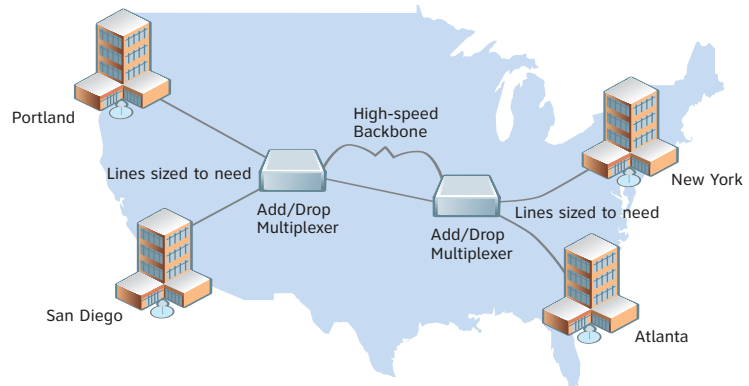 Portland
High-speed
Backbone
Lines sized to need
New York
Add/Drop
Multiplexer
Lines sized to need
Add/Drop
Multiplexer
San Diego
Atlanta